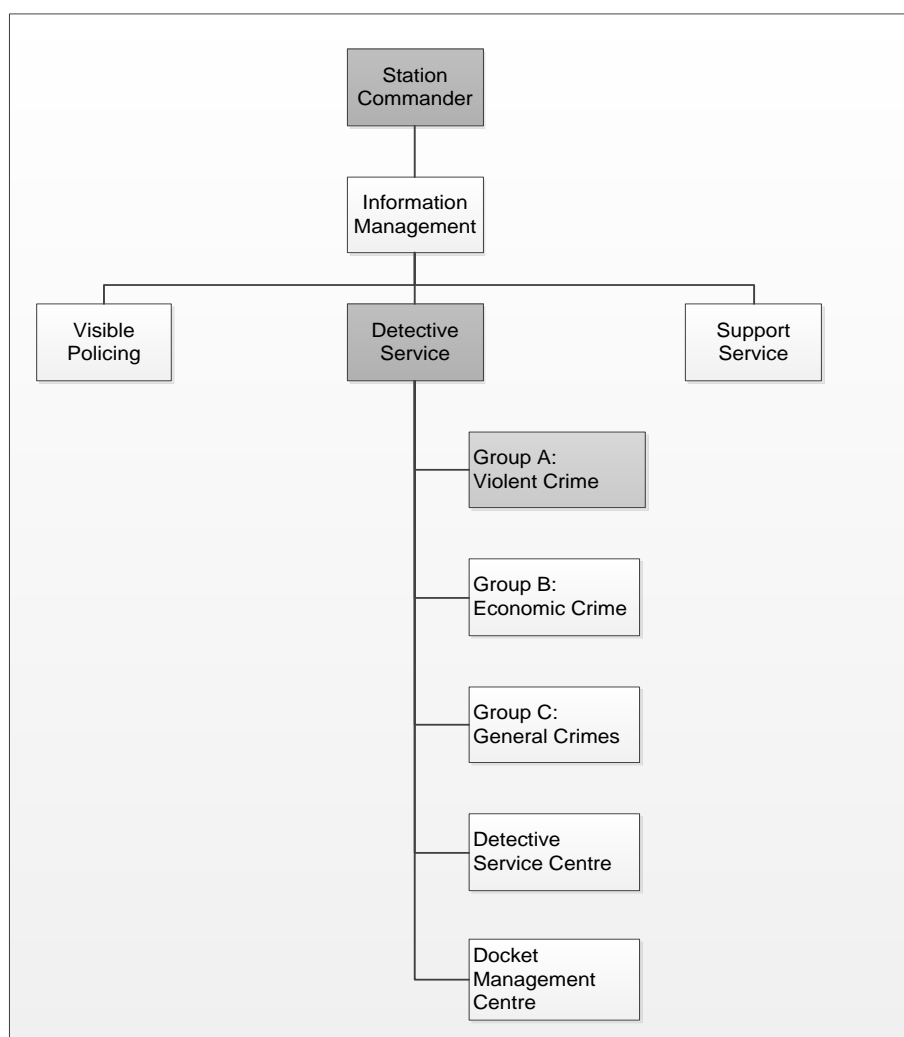 Station
Commander
Information
Management
Visible
Policing
Detective
Service
Support
Service
Group A:
Violent Crime
Group B:
Economic Crime
Group C:
General Crimes
Detective
Service Centre
Docket
Management
Centre